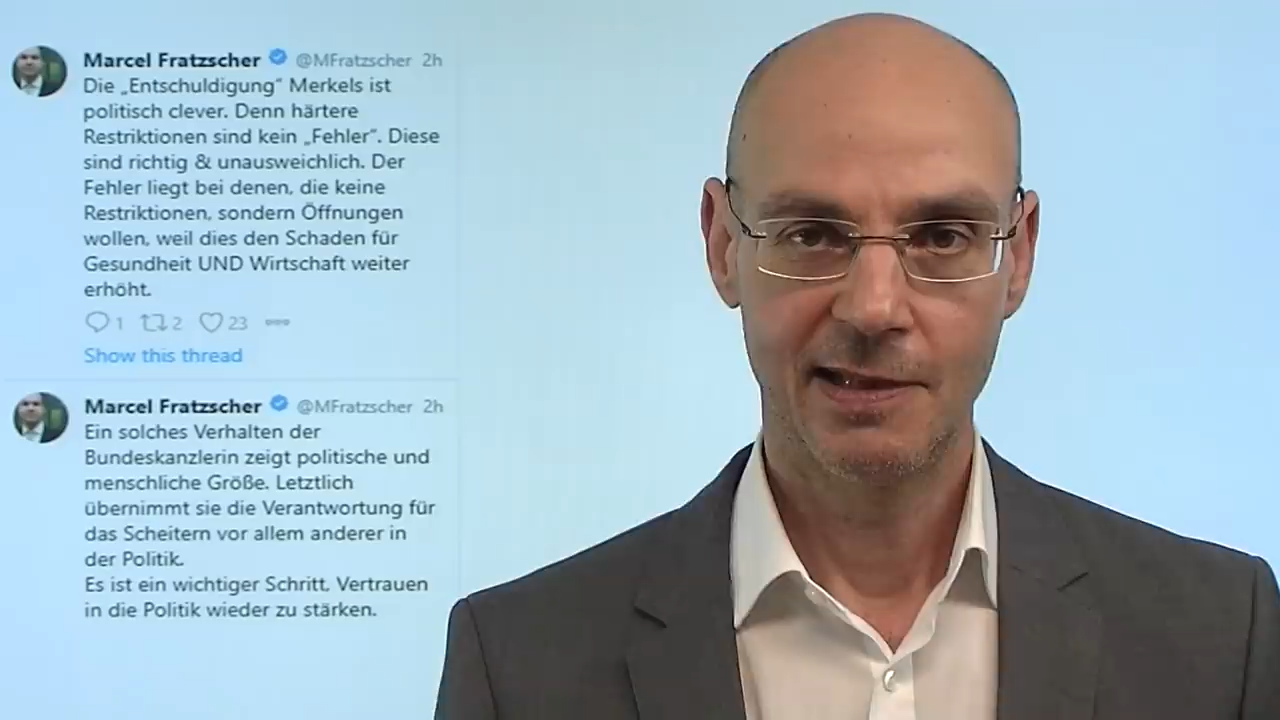 Marcel Fratzscher @MFratzscher 2h
Die „Entschuldigung“ Merkels ist
politisch clever. Denn härtere
Restriktionen sind kein „Fehler“. Diese
sind richtig & unausweichlich. Der
Fehler liegt bei denen, die keine
Restriktionen, sondern Öffnungen
wollen, weil dies den Schaden für
Gesundheit UND Wirtschaft weiter
erhöht.
1 2 23
Show this thread
Marcel Fratzscher @MFratzscher 2h
Ein solches Verhalten der
Bundeskanzlerin zeigt politische und
menschliche Größe. Letztlich
übernimmt sie die Verantwortung für
das Scheitern vor allem anderer in
der Politik.
Es ist ein wichtiger Schritt, Vertrauen
in die Politik wieder zu stärken.